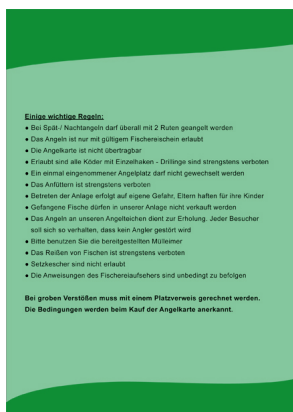 Einige wichtige Regeln:
● Bei Spät-/ Nachtangeln darf überall mit 2 Ruten geangelt werden
● Das Angeln ist nur mit gültigem Fischereischein erlaubt
● Die Angelkarte ist nicht übertragbar
● Erlaubt sind alle Köder mit Einzelhaken - Drillinge sind strengstens verboten
● Ein einmal eingenommener Angelplatz darf nicht gewechselt werden
● Das Anfüttern ist strengstens verboten
● Betreten der Anlage erfolgt auf eigene Gefahr, Eltern haften für ihre Kinder
● Gefangene Fische dürfen in unserer Anlage nicht verkauft werden
● Das Angeln an unseren Angelteichen dient zur Erholung. Jeder Besucher
soll sich so verhalten, dass kein Angler gestört wird
● Bitte benutzen Sie die bereitgestellten Mülleimer
● Das Reißen von Fischen ist strengstens verboten
● Setzkescher sind nicht erlaubt
● Die Anweisungen des Fischereiaufsehers sind unbedingt zu befolgen
Bei groben Verstößen muss mit einem Platzverweis gerechnet werden.
Die Bedingungen werden beim Kauf der Angelkarte anerkannt.